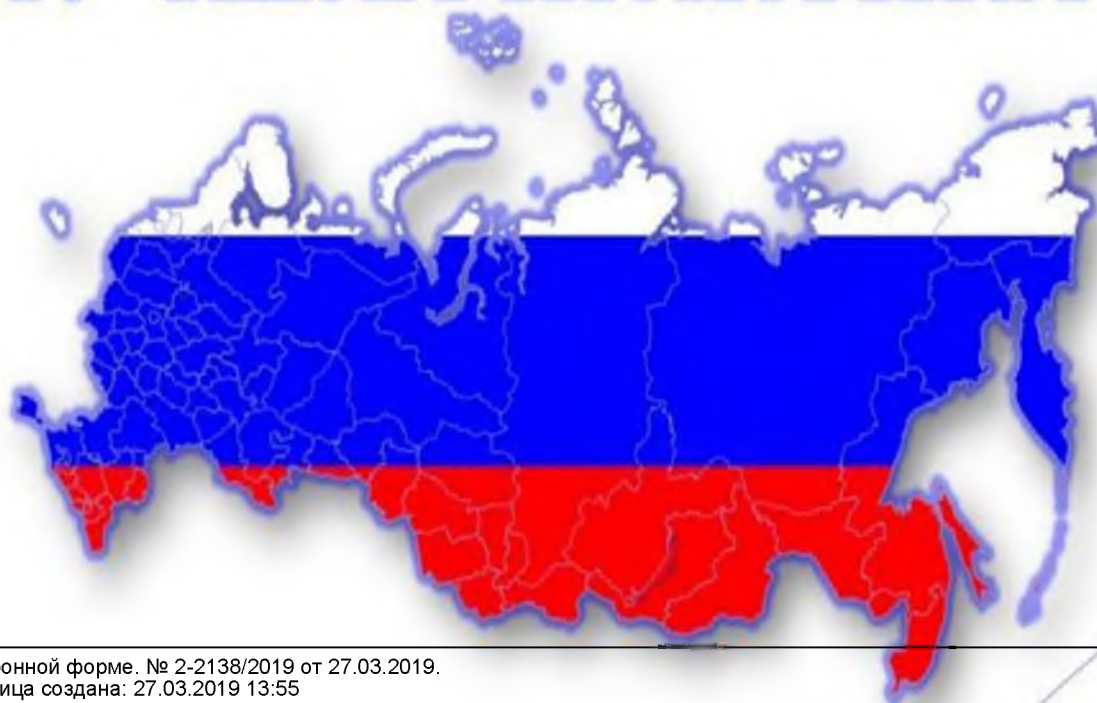 онной форме. № 2-2138/2019 от 27.03.2019.
ица создана: 27.03.2019 13:55